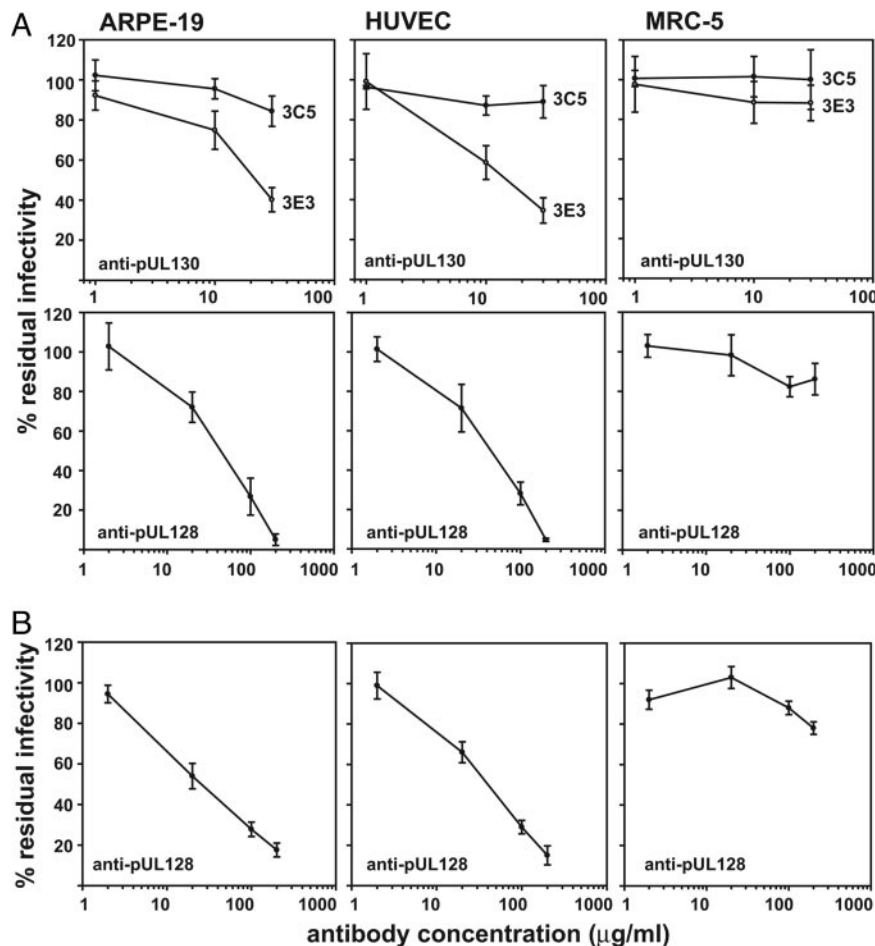 A
ARPE-19
HUVEC
MRC-5
% residual infectivity
120
100
80
60
40
20
3C5
3E3
anti-pUL130
1
10
100
3C5
3E3
anti-pUL130
1
10
100
3C5
3E3
anti-pUL130
1
10
100
120
100
80
60
40
20
anti-pUL128
1
10
100
1000
anti-pUL128
1
10
100
1000
anti-pUL128
1
10
100
1000
B
% residual infectivity
120
100
80
60
40
20
anti-pUL128
1
10
100
1000
anti-pUL128
1
10
100
1000
anti-pUL128
1
10
100
1000
antibody concentration (μg/ml)